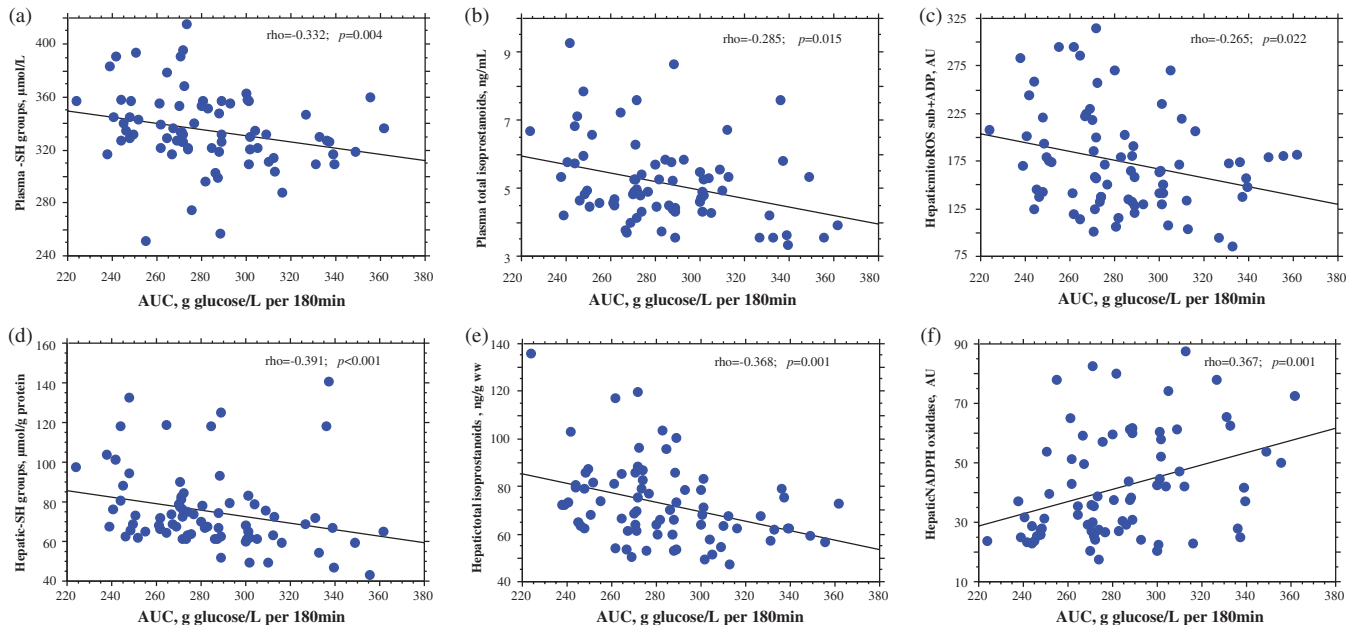 (a)
rho=-0.332; p=0.004
Plasma -SH groups, μmol/L
400
360
320
280
240
220 240 260 280 300 320 340 360 380
AUC, g glucose/L per 180min
(b)
rho=-0.285; p=0.015
Plasma total isoprostanoids, ng/mL
9
7
5
3
220 240 260 280 300 320 340 360 380
AUC, g glucose/L per 180min
(c)
rho=-0.265; p=0.022
HepaticmitoROS sub+ADP, AU
325
275
225
175
125
75
220 240 260 280 300 320 340 360 380
AUC, g glucose/L per 180min
(d)
rho=-0.391; p<0.001
Hepatic-SH groups, μmol/g protein
160
140
120
100
80
60
40
220 240 260 280 300 320 340 360 380
AUC, g glucose/L per 180min
(e)
rho=-0.368; p=0.001
Hepatictotal isoprostanoids , ng/g ww
140
120
100
80
60
40
220 240 260 280 300 320 340 360 380
AUC, g glucose/L per 180min
(f)
rho=0.367; p=0.001
HepaticNADPH oxiddase, AU
90
70
50
30
10
220 240 260 280 300 320 340 360 380
AUC, g glucose/L per 180min